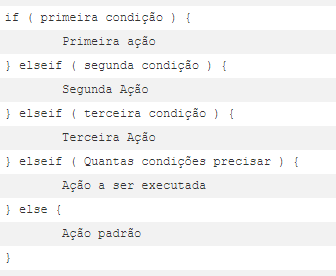 if ( primeira condição ) {
Primeira ação
} elseif ( segunda condição ) {
Segunda Ação
} elseif ( terceira condição ) {
Terceira Ação
} elseif ( Quantas condições precisar ) {
Ação a ser executada
} else {
Ação padrão
}